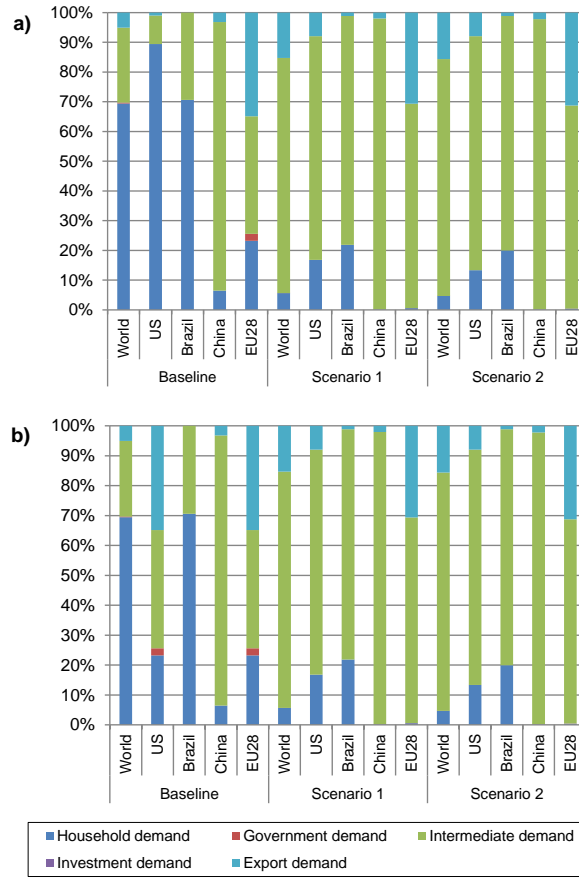 a)
100%
90%
80%
70%
60%
50%
40%
30%
20%
10%
0%
World US Brazil China EU28 World US Brazil China EU28 World US Brazil China EU28
Baseline Scenario 1 Scenario 2
b)
100%
90%
80%
70%
60%
50%
40%
30%
20%
10%
0%
World US Brazil China EU28 World US Brazil China EU28 World US Brazil China EU28
Baseline Scenario 1 Scenario 2
Household demand Government demand Intermediate demand
Investment demand Export demand